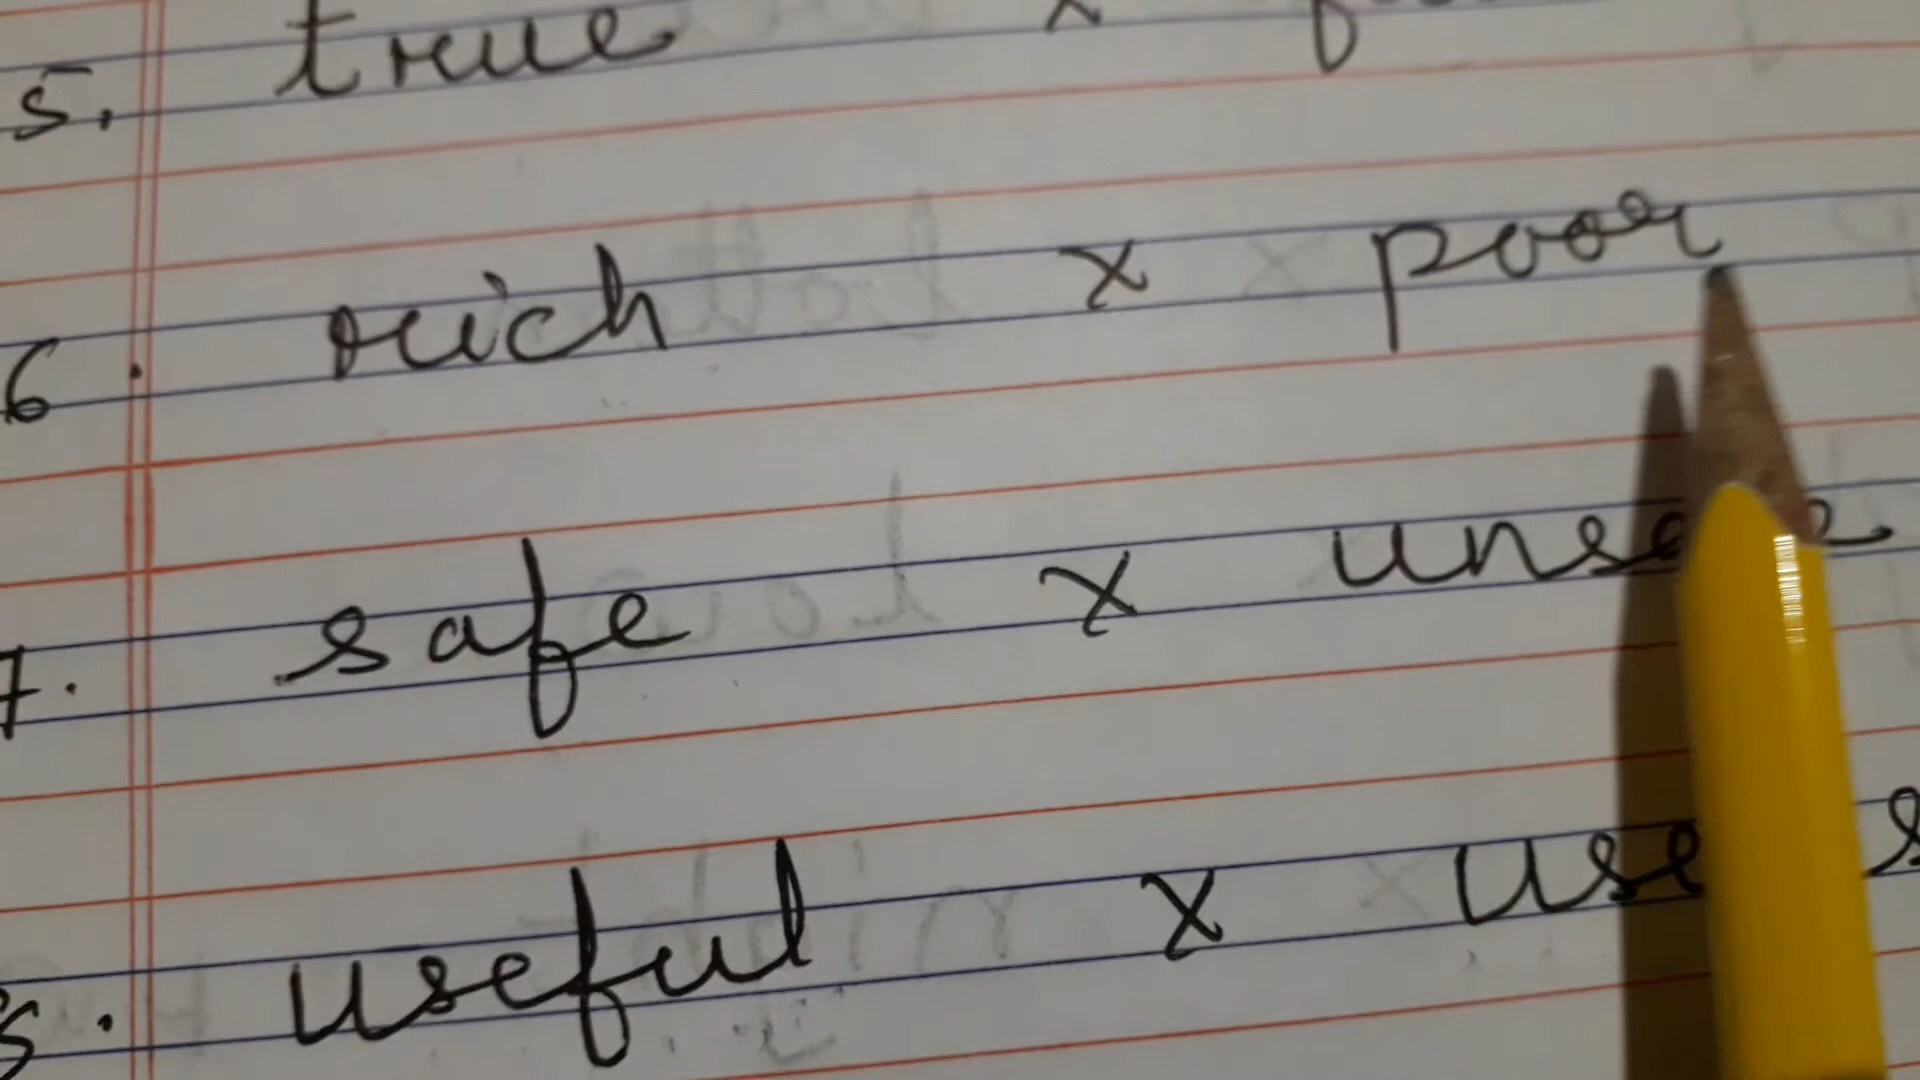 5. true x
6. rich x poor
7. safe x
8. useful x